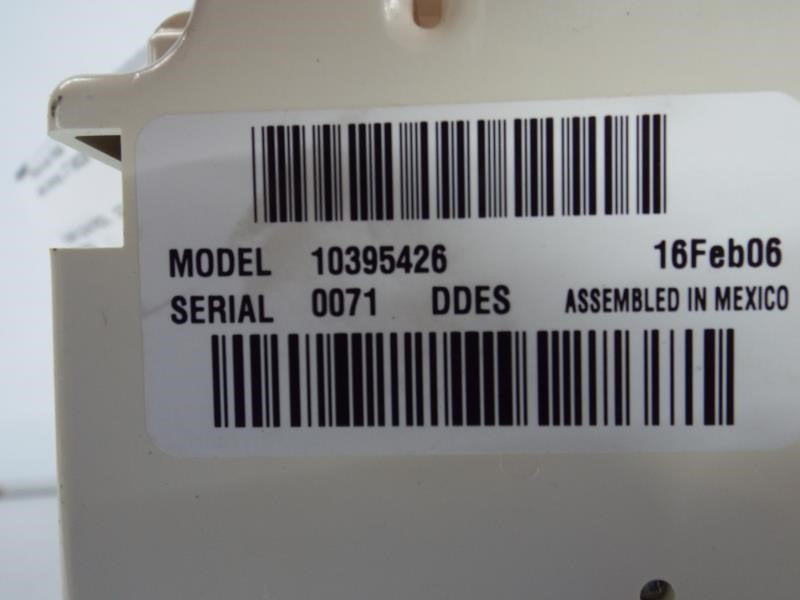 MODEL 10395426 16Feb06
SERIAL 0071 DDES ASSEMBLED IN MEXICO